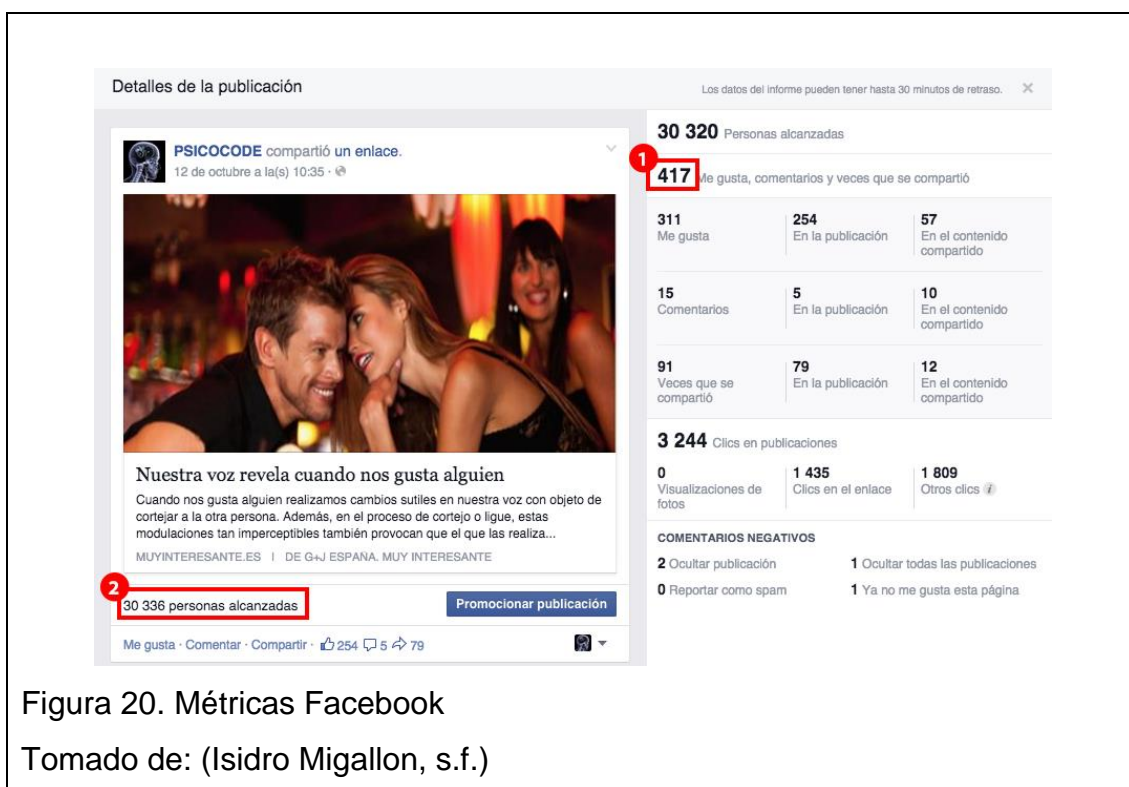 Detalles de la publicación
Los datos del informe pueden tener hasta 30 minutos de retraso.
PSICOCODE compartió un enlace.
12 de octubre a la(s) 10:35 ·
Nuestra voz revela cuando nos gusta alguien
Cuando nos gusta alguien realizamos cambios sutiles en nuestra voz con objeto de
cortejar a la otra persona. Además, en el proceso de cortejo o ligue, estas
modulaciones tan imperceptibles también provocan que el que las realiza...
MUYINTERESANTE.ES | DE G+J ESPAÑA. MUY INTERESANTE
2
30 336 personas alcanzadas
Promocionar publicación
Me gusta · Comentar · Compartir · 254 5 79
30 320 Personas alcanzadas
1
417 Me gusta, comentarios y veces que se compartió
311
Me gusta
254
En la publicación
57
En el contenido
compartido
15
Comentarios
5
En la publicación
10
En el contenido
compartido
91
Veces que se
compartió
79
En la publicación
12
En el contenido
compartido
3 244 Clics en publicaciones
0
Visualizaciones de
fotos
1 435
Clics en el enlace
1 809
Otros clics i
COMENTARIOS NEGATIVOS
2 Ocultar publicación
1 Ocultar todas las publicaciones
0 Reportar como spam
1 Ya no me gusta esta página
Figura 20. Métricas Facebook
Tomado de: (Isidro Migallon, s.f.)